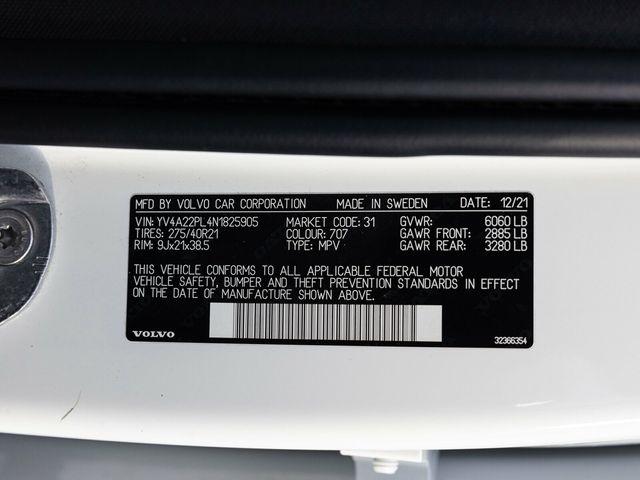 MFD BY VOLVO CAR CORPORATION MADE IN SWEDEN DATE: 12/21
VIN: YV4A22PL4N1825905 MARKET CODE: 31 GVWR: 6060 LB
TIRES: 275/40R21 COLOUR: 707 GAWR FRONT: 2885 LB
RIM: 9Jx21x38.5 TYPE: MPV GAWR REAR: 3280 LB
THIS VEHICLE CONFORMS TO ALL APPLICABLE FEDERAL MOTOR
VEHICLE SAFETY, BUMPER AND THEFT PREVENTION STANDARDS IN EFFECT
ON THE DATE OF MANUFACTURE SHOWN ABOVE.
VOLVO 32366354